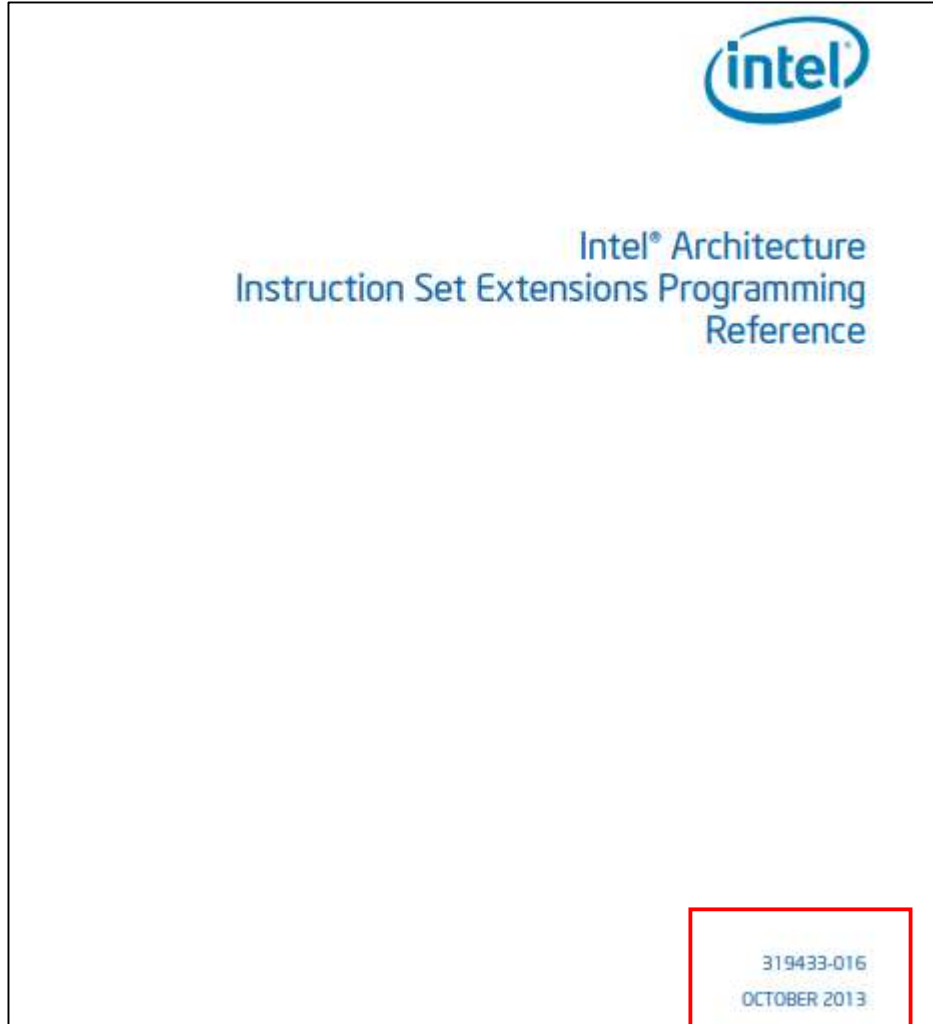 intel
Intel® Architecture
Instruction Set Extensions Programming
Reference
319433-016
OCTOBER 2013